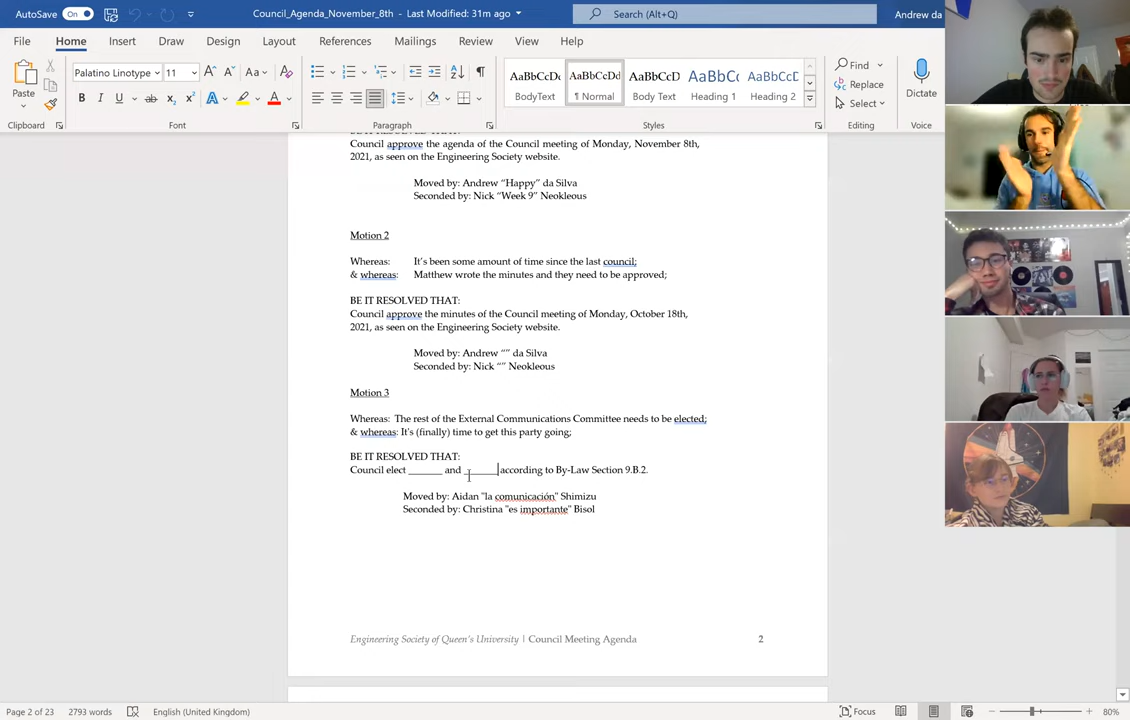 AutoSave On Council_Agenda_November_8th - Last Modified: 31m ago Search (Alt+Q) Andrew da
File Home Insert Draw Design Layout References Mailings Review View Help
Paste
Palatino Linotype 11 A A Aa
B I U ab x2 x2 A A
AaBbCcDc AaBbCcDd AaBbCcD AaBbCc AaBbCcD
BodyText ¶ Normal Body Text Heading 1 Heading 2
Find
Replace
Select
Dictate
Clipboard Font Paragraph Styles Editing Voice
BE IT RESOLVED THAT:
Council approve the agenda of the Council meeting of Monday, November 8th,
2021, as seen on the Engineering Society website.
Moved by: Andrew “Happy” da Silva
Seconded by: Nick “Week 9” Neokleous
Motion 2
Whereas: It’s been some amount of time since the last council;
& whereas: Matthew wrote the minutes and they need to be approved;
BE IT RESOLVED THAT:
Council approve the minutes of the Council meeting of Monday, October 18th,
2021, as seen on the Engineering Society website.
Moved by: Andrew “” da Silva
Seconded by: Nick “” Neokleous
Motion 3
Whereas: The rest of the External Communications Committee needs to be elected;
& whereas: It's (finally) time to get this party going;
BE IT RESOLVED THAT:
Council elect _______ and _______ according to By-Law Section 9.B.2.
Moved by: Aidan "la comunicación" Shimizu
Seconded by: Christina "es importante" Bisol
Engineering Society of Queen’s University | Council Meeting Agenda 2
Page 2 of 23 2793 words English (United Kingdom) Focus 80%